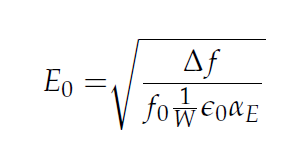 $E_0 = \sqrt{\frac{\Delta f}{f_0 \frac{1}{W} \epsilon_0 \alpha_E}}$